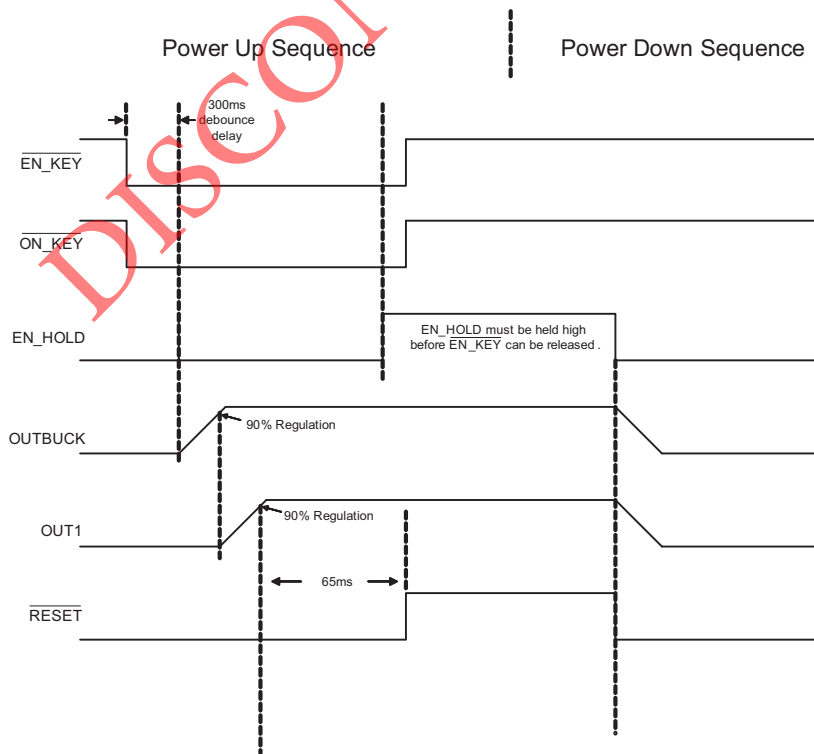 Power Up Sequence
Power Down Sequence
300ms
debounce
delay
EN_KEY
ON_KEY
EN_HOLD
EN_HOLD must be held high
before EN_KEY can be released .
OUTBUCK
90% Regulation
OUT1
90% Regulation
65ms
RESET
DISCON